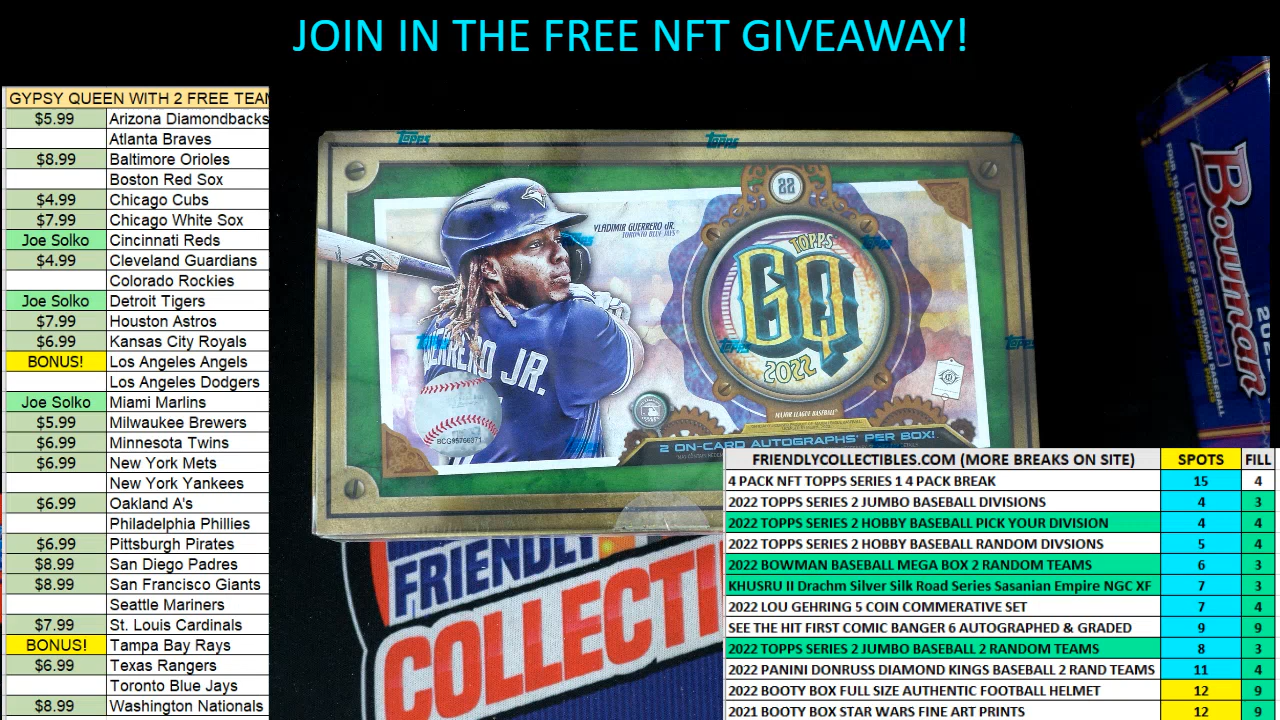 JOIN IN THE FREE NFT GIVEAWAY!
GYPSY QUEEN WITH 2 FREE TEAM
$5.99 Arizona Diamondbacks
Atlanta Braves
$8.99 Baltimore Orioles
Boston Red Sox
$4.99 Chicago Cubs
$7.99 Chicago White Sox
Joe Solko Cincinnati Reds
$4.99 Cleveland Guardians
Colorado Rockies
Joe Solko Detroit Tigers
$7.99 Houston Astros
$6.99 Kansas City Royals
BONUS! Los Angeles Angels
Los Angeles Dodgers
Joe Solko Miami Marlins
$5.99 Milwaukee Brewers
$6.99 Minnesota Twins
$6.99 New York Mets
New York Yankees
$6.99 Oakland A's
Philadelphia Phillies
$6.99 Pittsburgh Pirates
$8.99 San Diego Padres
$8.99 San Francisco Giants
Seattle Mariners
$7.99 St. Louis Cardinals
BONUS! Tampa Bay Rays
$6.99 Texas Rangers
Toronto Blue Jays
$8.99 Washington Nationals
Topps Topps
22
VLADIMIR GUERRERO JR.
TORONTO BLUE JAYS
TOPPS
GQ
2022
GUERRERO JR.
BCG95766371
MAJOR LEAGUE BASEBALL
2 ON-CARD AUTOGRAPHS PER BOX!
Bowman
MEGA BOX
FRIENDLY
COLLECTI
FRIENDLYCOLLECTIBLES.COM (MORE BREAKS ON SITE) SPOTS FILL
4 PACK NFT TOPPS SERIES 1 4 PACK BREAK 15 4
2022 TOPPS SERIES 2 JUMBO BASEBALL DIVISIONS 4 3
2022 TOPPS SERIES 2 HOBBY BASEBALL PICK YOUR DIVISION 4 4
2022 TOPPS SERIES 2 HOBBY BASEBALL RANDOM DIVSIONS 5 4
2022 BOWMAN BASEBALL MEGA BOX 2 RANDOM TEAMS 6 3
KHUSRU II Drachm Silver Silk Road Series Sasanian Empire NGC XF 7 3
2022 LOU GEHRING 5 COIN COMMERATIVE SET 7 4
SEE THE HIT FIRST COMIC BANGER 6 AUTOGRAPHED & GRADED 9 9
2022 TOPPS SERIES 2 JUMBO BASEBALL 2 RANDOM TEAMS 8 3
2022 PANINI DONRUSS DIAMOND KINGS BASEBALL 2 RAND TEAMS 11 4
2022 BOOTY BOX FULL SIZE AUTHENTIC FOOTBALL HELMET 12 9
2021 BOOTY BOX STAR WARS FINE ART PRINTS 12 9